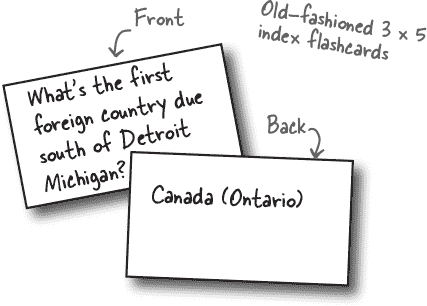 Front
Old-fashioned 3 x 5
index flashcards
What's the first
foreign country due
south of Detroit
Michigan?
Back
Canada (Ontario)